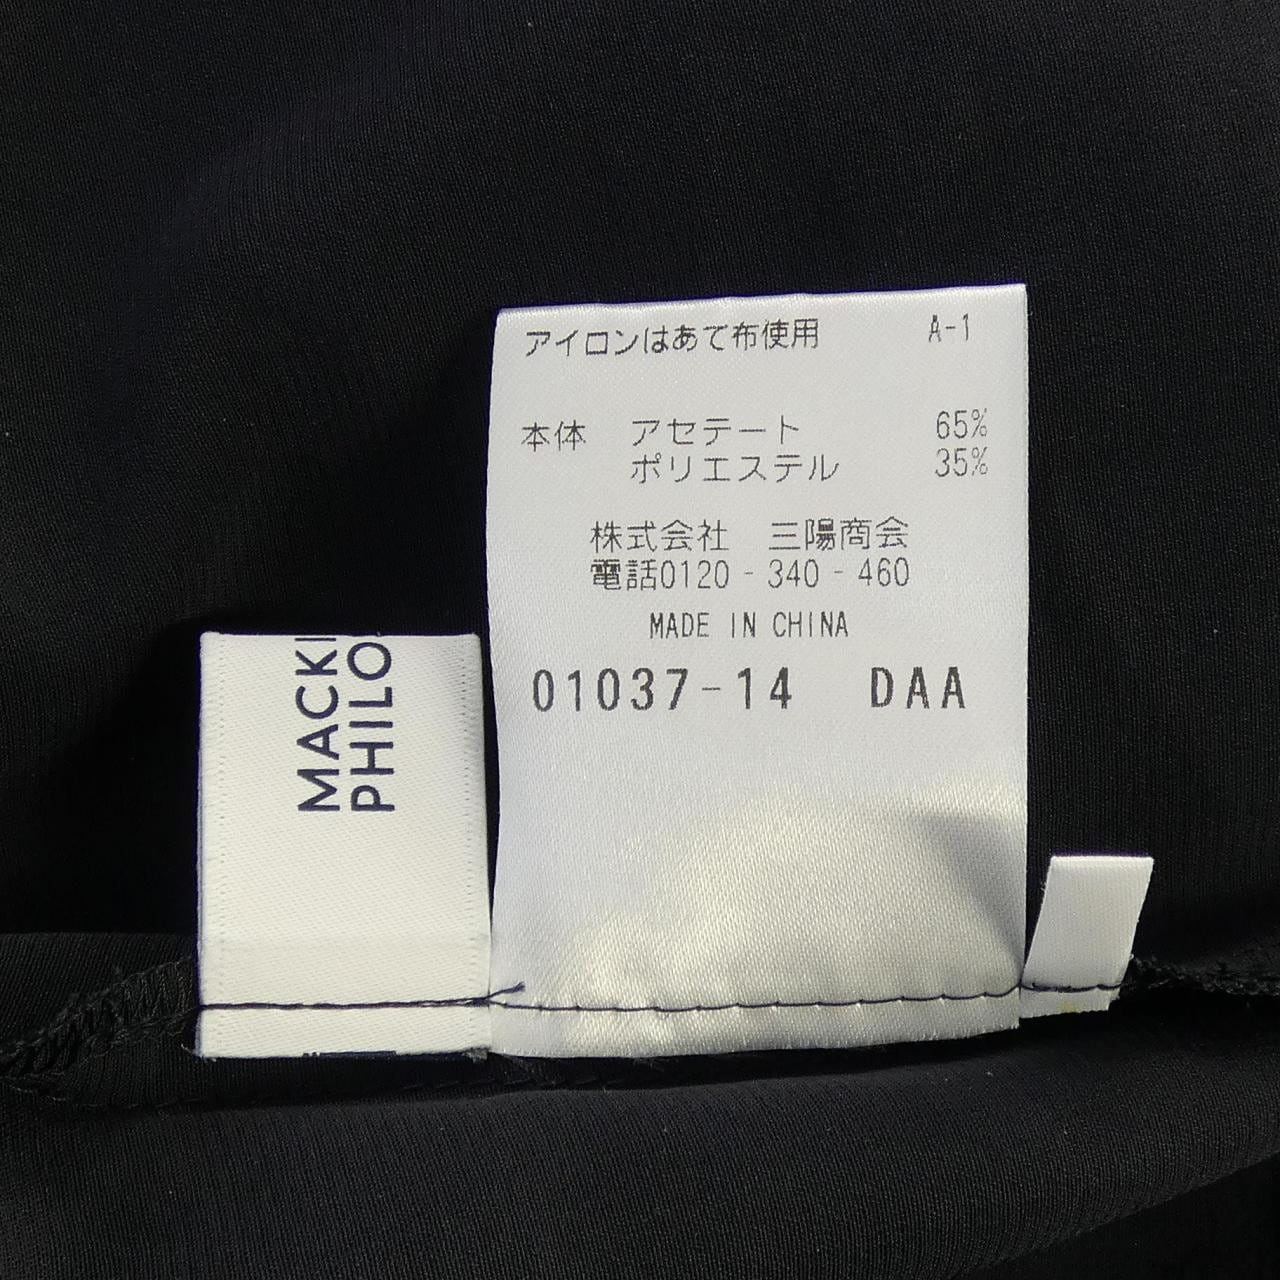 アイロンはあて布使用 A-1
本体 アセテート 65%
ポリエステル 35%
株式会社 三陽商会
電話0120-340-460
MADE IN CHINA
01037-14 DAA
MACKI
PHILO